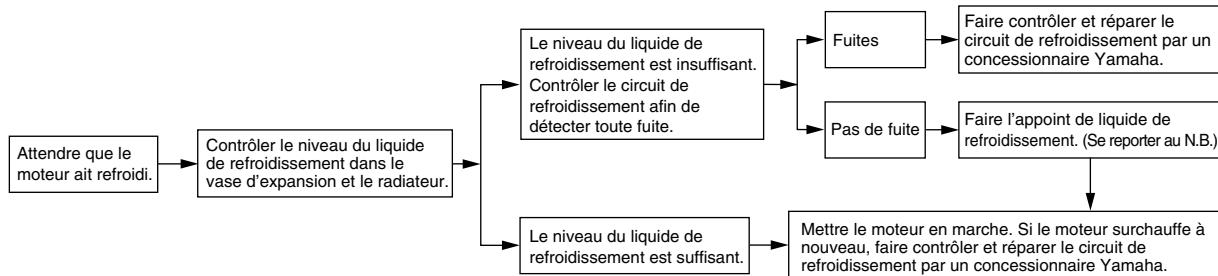 Attendre que le
moteur ait refroidi.
Contrôler le niveau du liquide
de refroidissement dans le
vase d'expansion et le radiateur.
Le niveau du liquide de
refroidissement est insuffisant.
Contrôler le circuit de
refroidissement afin de
détecter toute fuite.
Fuites
Faire contrôler et réparer le
circuit de refroidissement par un
concessionnaire Yamaha.
Pas de fuite
Faire l'appoint de liquide de
refroidissement. (Se reporter au N.B.)
Le niveau du liquide de
refroidissement est suffisant.
Mettre le moteur en marche. Si le moteur surchauffe à
nouveau, faire contrôler et réparer le circuit de
refroidissement par un concessionnaire Yamaha.